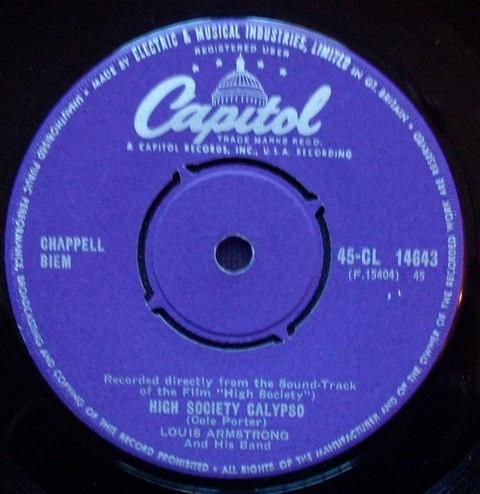 MADE BY ELECTRIC & MUSICAL INDUSTRIES, LIMITED IN GT. BRITAIN • ALL RIGHTS OF THE MANUFACTURER AND OF THE OWNER OF THE RECORDED WORK ARE RESERVED • UNAUTHORISED PUBLIC PERFORMANCE, BROADCASTING AND COPYING OF THIS RECORD PROHIBITED •
REGISTERED USER
Capitol
TRADE MARKS REGD.
& CAPITOL RECORDS, INC., U.S.A. RECORDING
CHAPPELL
BIEM
45-CL 14643
(F.15404) 45
Recorded directly from the Sound-Track
of the Film "High Society")
HIGH SOCIETY CALYPSO
(Cole Porter)
LOUIS ARMSTRONG
And His Band